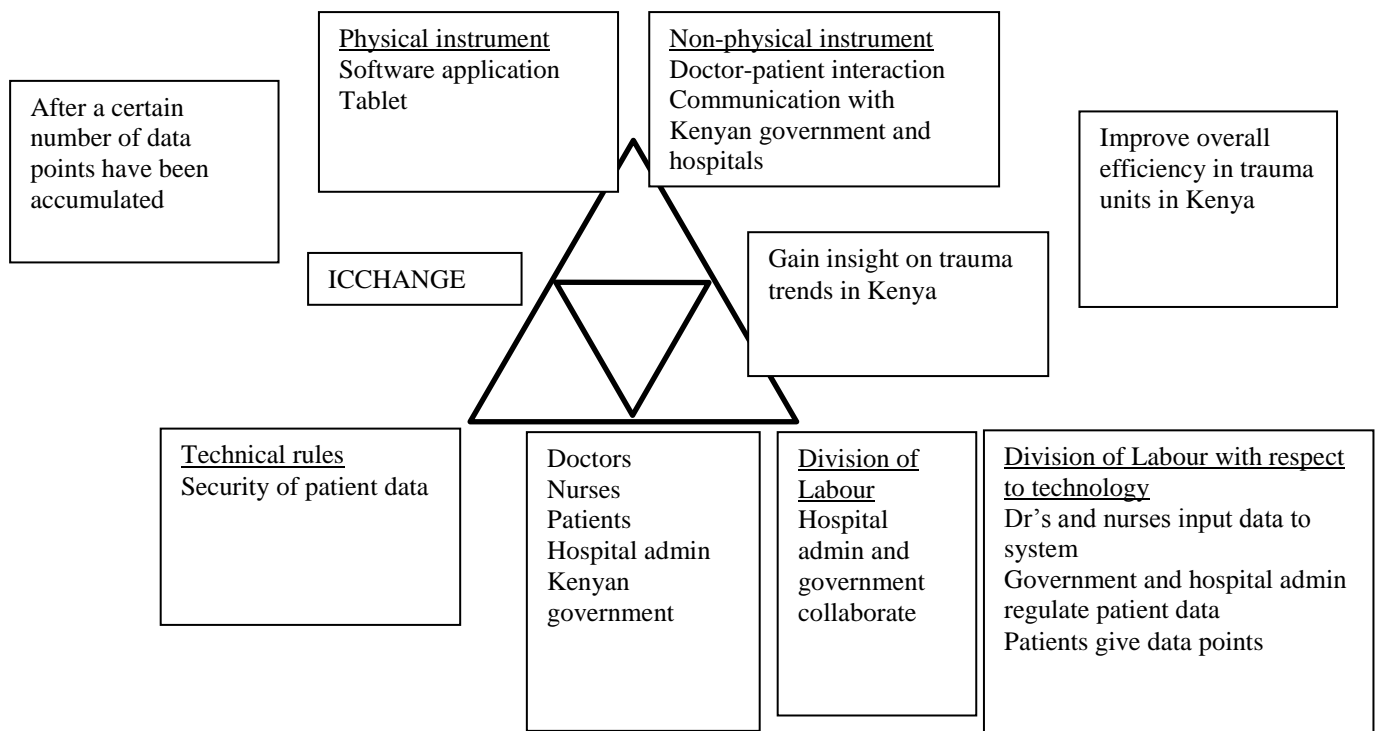 Physical instrument
Software application
Tablet
Non-physical instrument
Doctor-patient interaction
Communication with
Kenyan government and
hospitals
After a certain
number of data
points have been
accumulated
Improve overall
efficiency in trauma
units in Kenya
ICCHANGE
Gain insight on trauma
trends in Kenya
Technical rules
Security of patient data
Doctors
Nurses
Patients
Hospital admin
Kenyan
government
Division of
Labour
Hospital
admin and
government
collaborate
Division of Labour with respect
to technology
Dr's and nurses input data to
system
Government and hospital admin
regulate patient data
Patients give data points